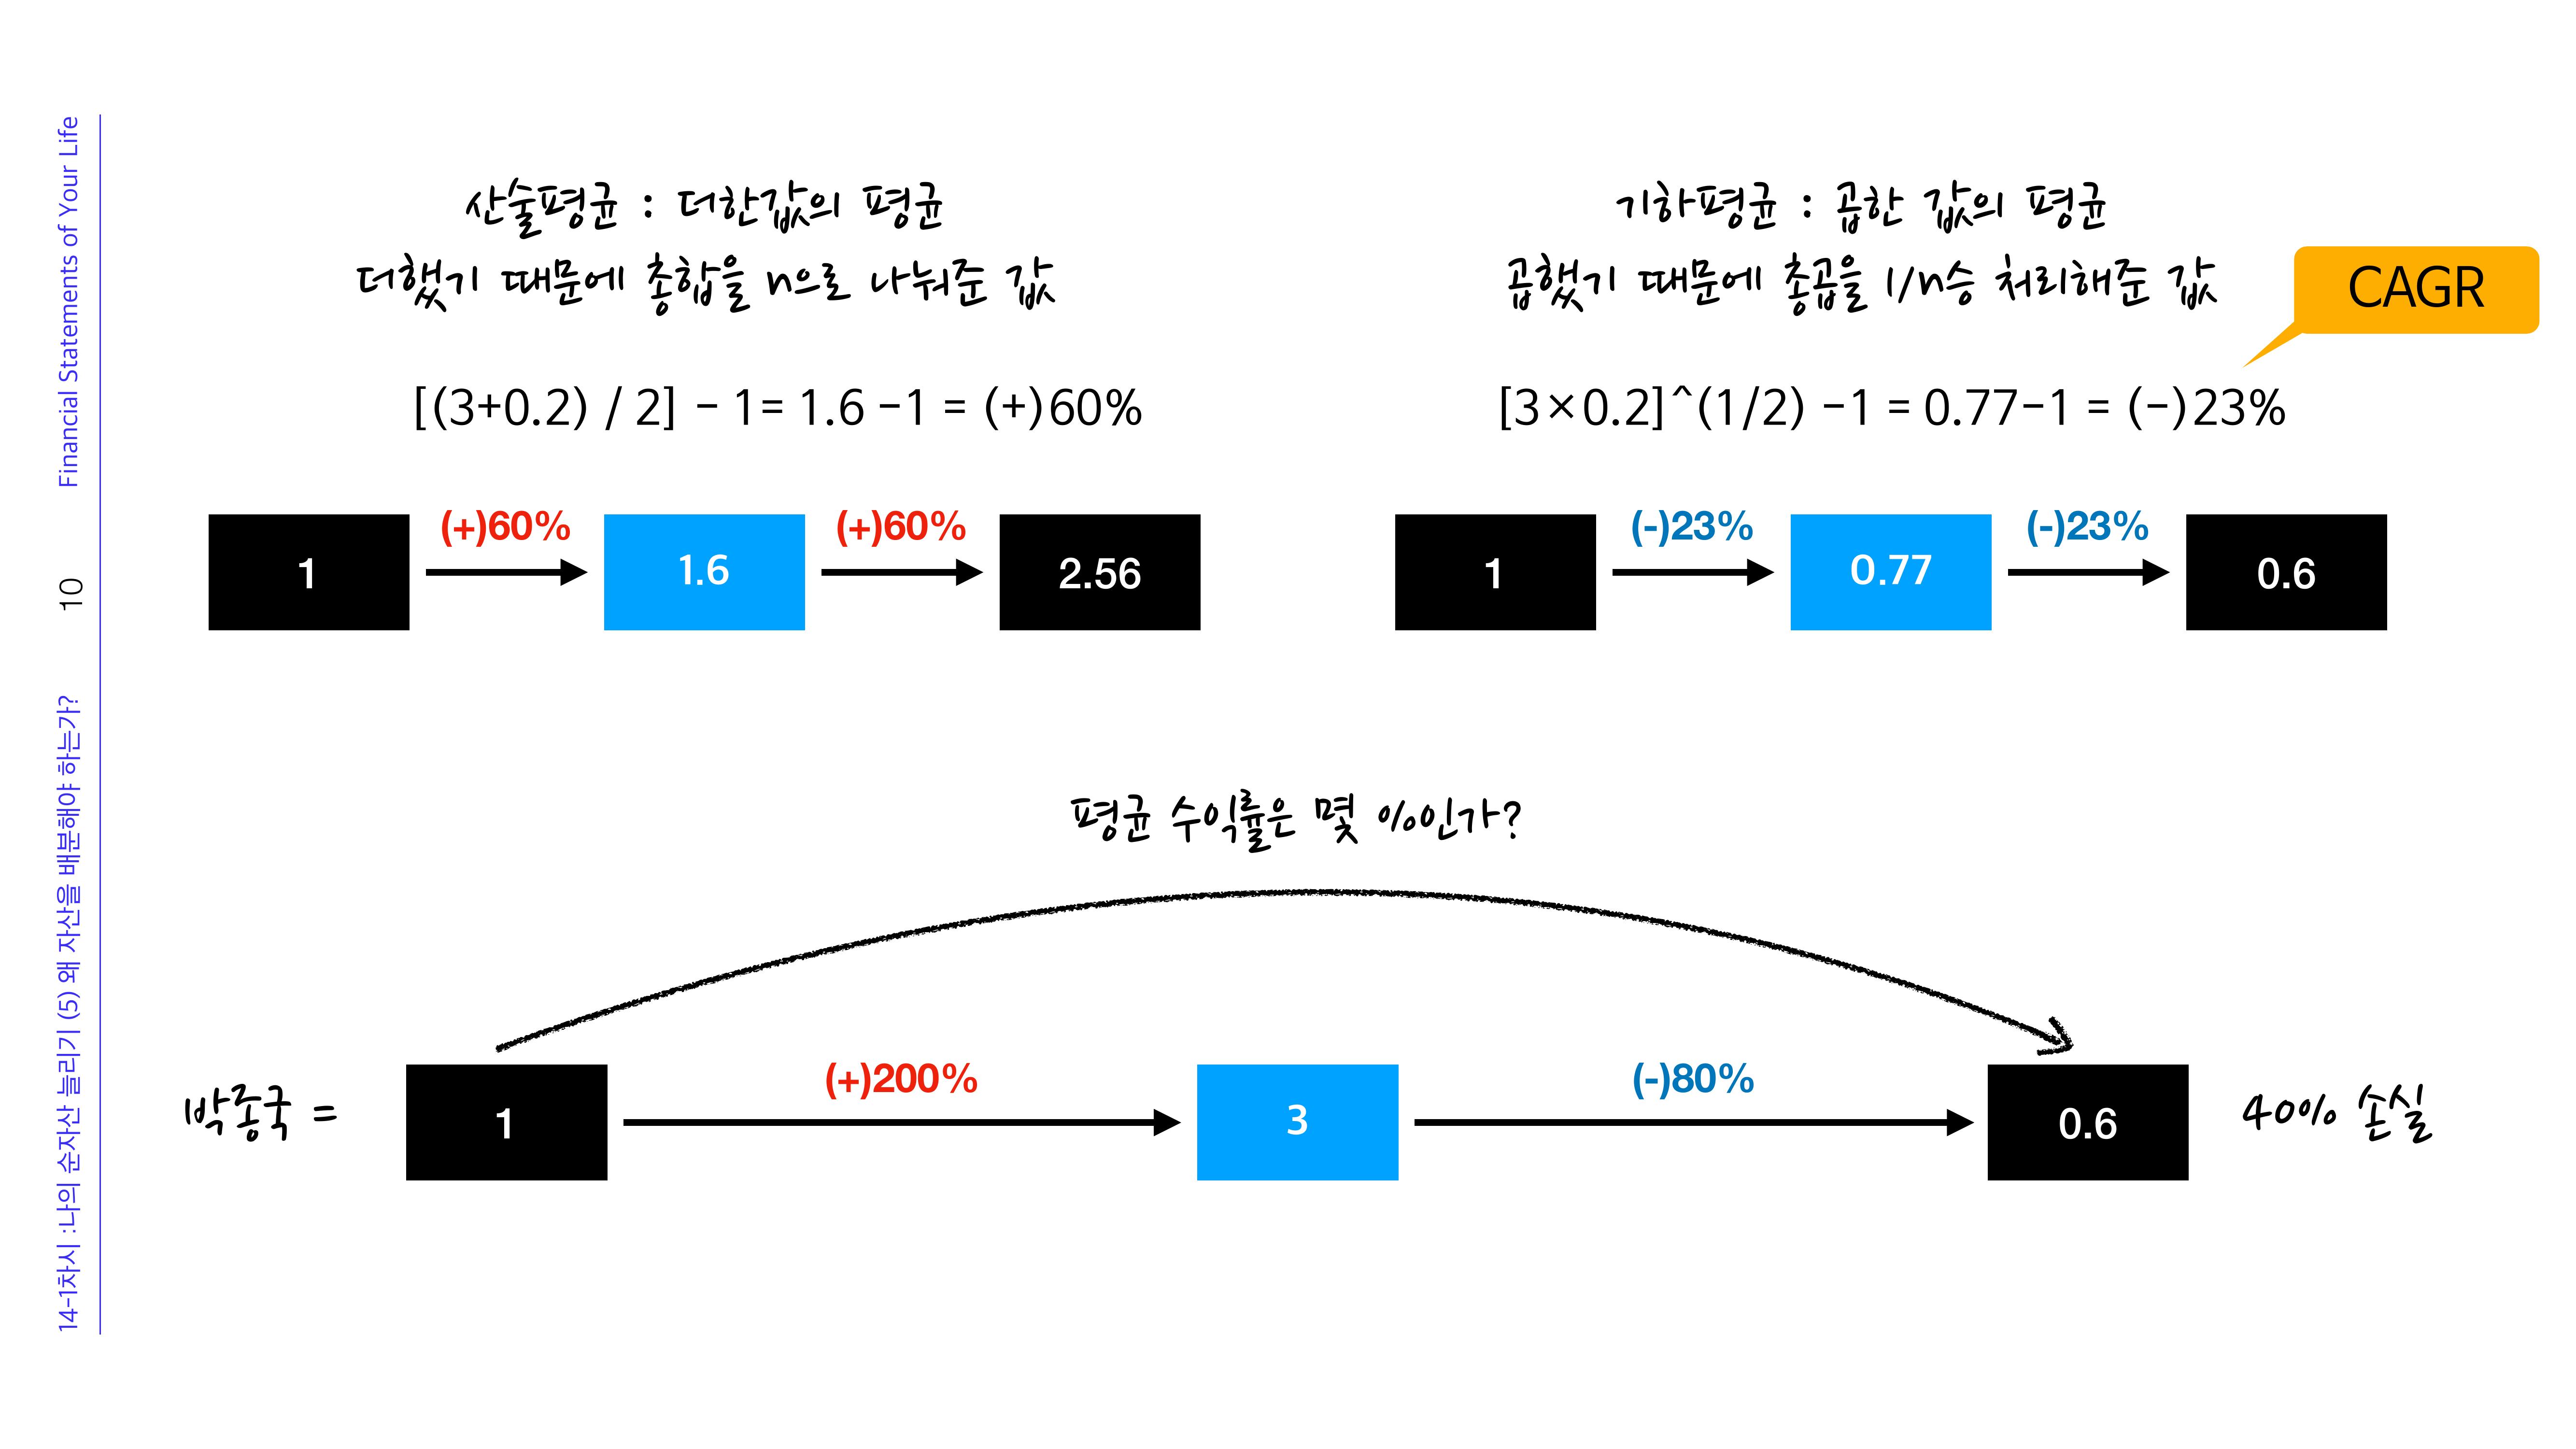 Financial Statements of Your Life
10
14-1차시 :나의 순자산 늘리기 (5) 왜 자산을 배분해야 하는가?
산술평균 : 더한값의 평균
더했기 때문에 총합을 n으로 나눠준 값
[(3+0.2) / 2] - 1= 1.6 -1 = (+)60%
1
(+)60%
1.6
(+)60%
2.56
기하평균 : 곱한 값의 평균
곱했기 때문에 총곱을 1/n승 처리해준 값
CAGR
[3×0.2]^(1/2) -1 = 0.77-1 = (-)23%
1
(-)23%
0.77
(-)23%
0.6
평균 수익률은 몇 %인가?
박종국 =
1
(+)200%
3
(-)80%
0.6
40% 손실